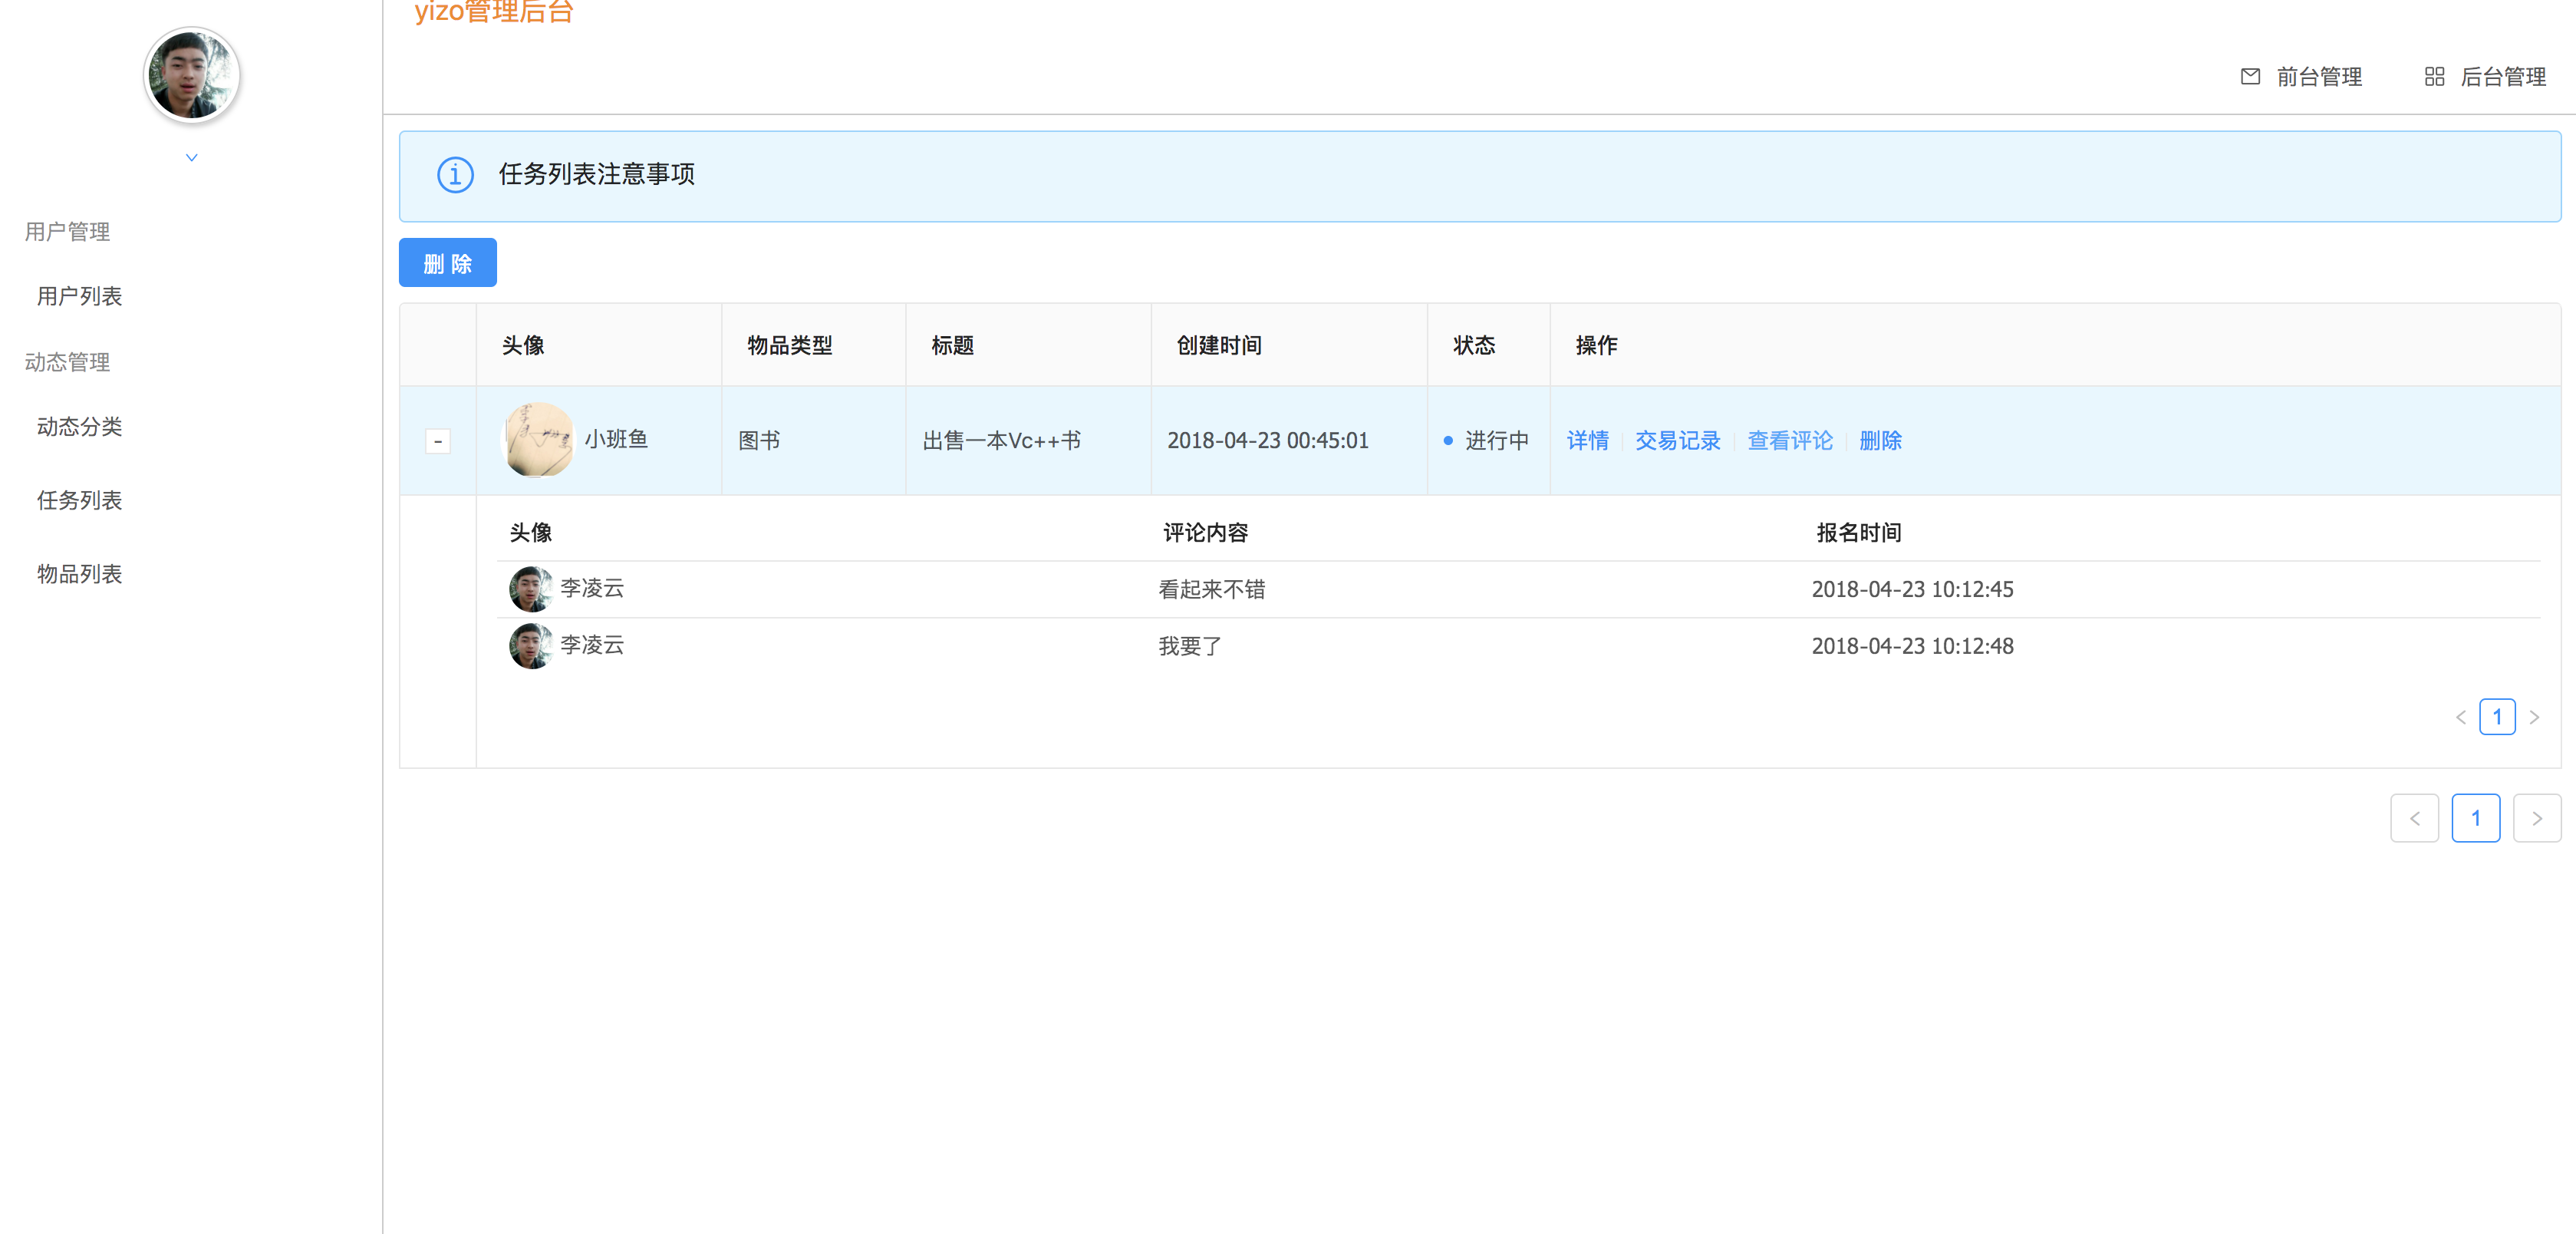 yizo管理后台
前台管理 后台管理
用户管理
用户列表
动态管理
动态分类
任务列表
物品列表
任务列表注意事项
删 除
头像 物品类型 标题 创建时间 状态 操作
- 小班鱼 图书 出售一本Vc++书 2018-04-23 00:45:01 进行中 详情 交易记录 查看评论 删除
头像 评论内容 报名时间
李凌云 看起来不错 2018-04-23 10:12:45
李凌云 我要了 2018-04-23 10:12:48
< 1 >
< 1 >